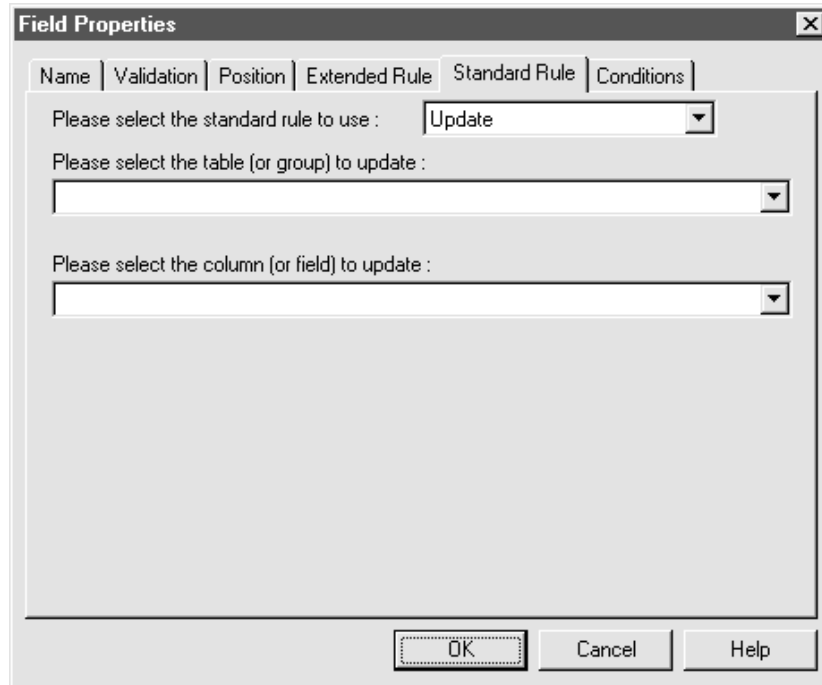 Field Properties
Name Validation Position Extended Rule Standard Rule Conditions
Please select the standard rule to use : Update
Please select the table (or group) to update :
Please select the column (or field) to update :
OK Cancel Help